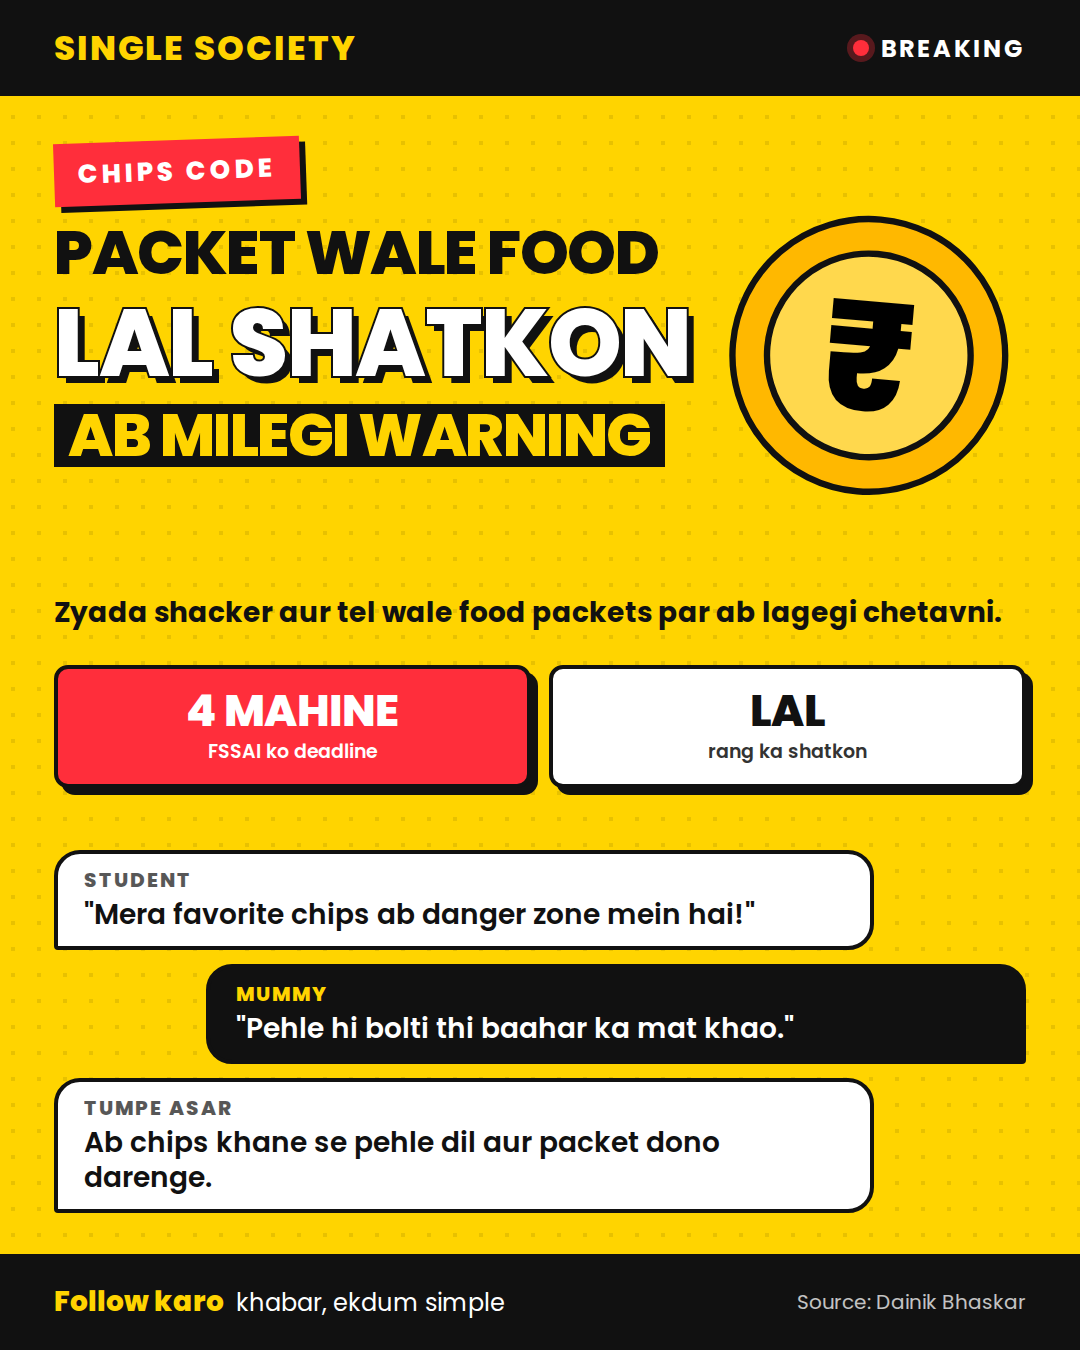 SINGLE SOCIETY
BREAKING
CHIPS CODE
PACKET WALE FOOD
LAL SHATKON
AB MILEGI WARNING
₹
Zyada shacker aur tel wale food packets par ab lagegi chetavni.
4 MAHINE
FSSAI ko deadline
LAL
rang ka shatkon
STUDENT
"Mera favorite chips ab danger zone mein hai!"
MUMMY
"Pehle hi bolti thi baahar ka mat khao."
TUMPE ASAR
Ab chips khane se pehle dil aur packet dono
darenge.
Follow karo khabar, ekdum simple
Source: Dainik Bhaskar